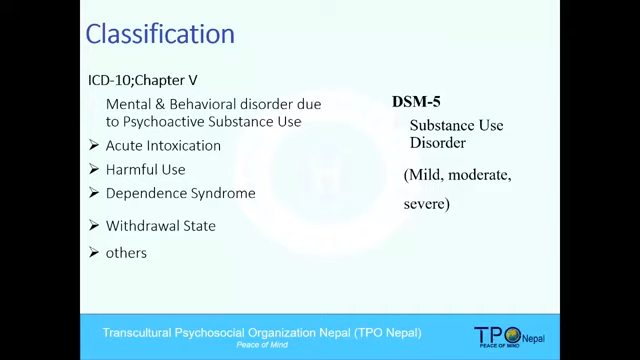 Classification
ICD-10;Chapter V
Mental & Behavioral disorder due
to Psychoactive Substance Use
➢ Acute Intoxication
➢ Harmful Use
➢ Dependence Syndrome
➢ Withdrawal State
➢ others
DSM-5
Substance Use
Disorder
(Mild, moderate,
severe)
Transcultural Psychosocial Organization Nepal (TPO Nepal)
Peace of Mind
TPO Nepal
PEACE OF MIND